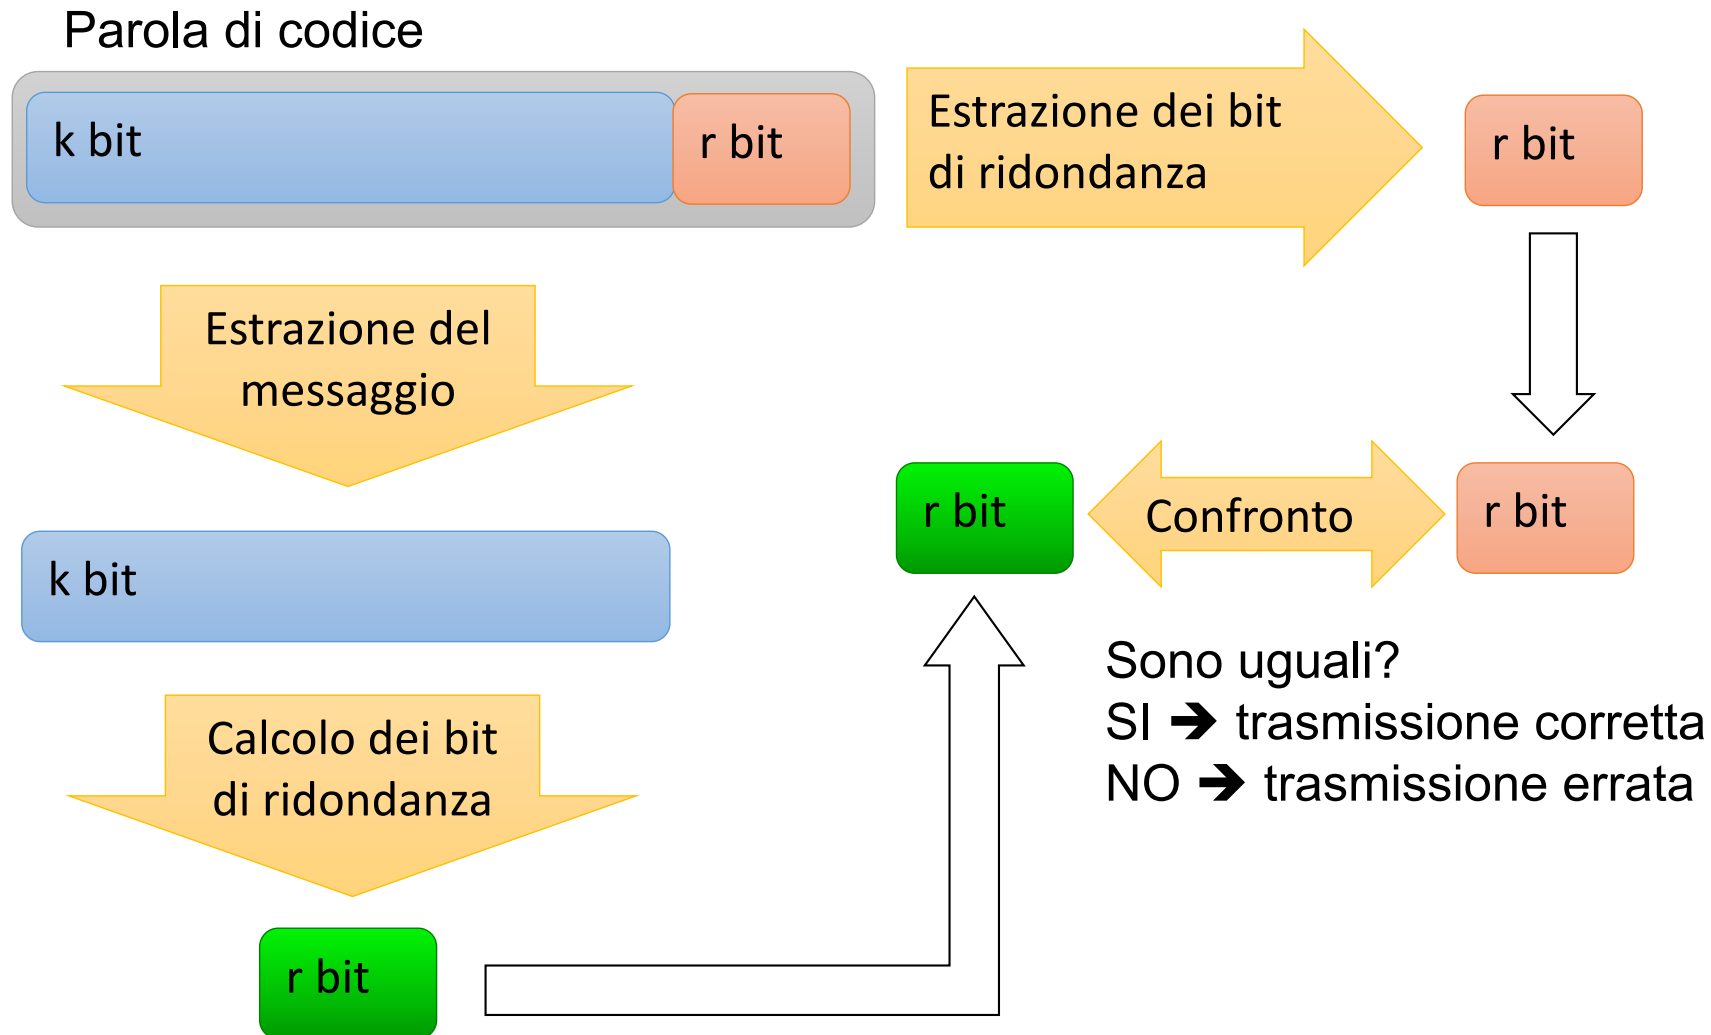 Parola di codice
k bit
r bit
Estrazione dei bit
di ridondanza
r bit
Estrazione del
messaggio
r bit
Confronto
r bit
k bit
Sono uguali?
SI ➔ trasmissione corretta
NO ➔ trasmissione errata
Calcolo dei bit
di ridondanza
r bit